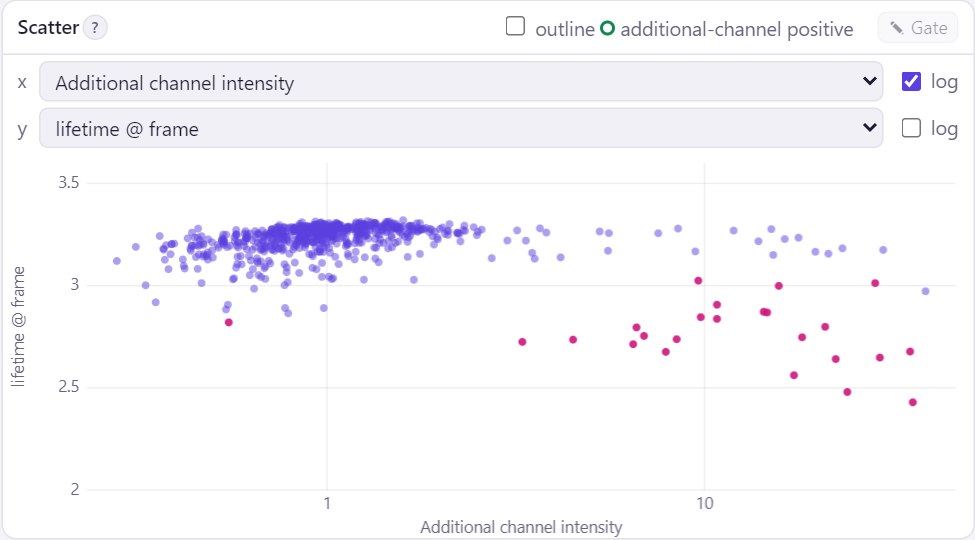 Scatter ?
outline additional-channel positive
Gate
x Additional channel intensity log
y lifetime @ frame log
3.5
3
2.5
2
lifetime @ frame
1 10
Additional channel intensity